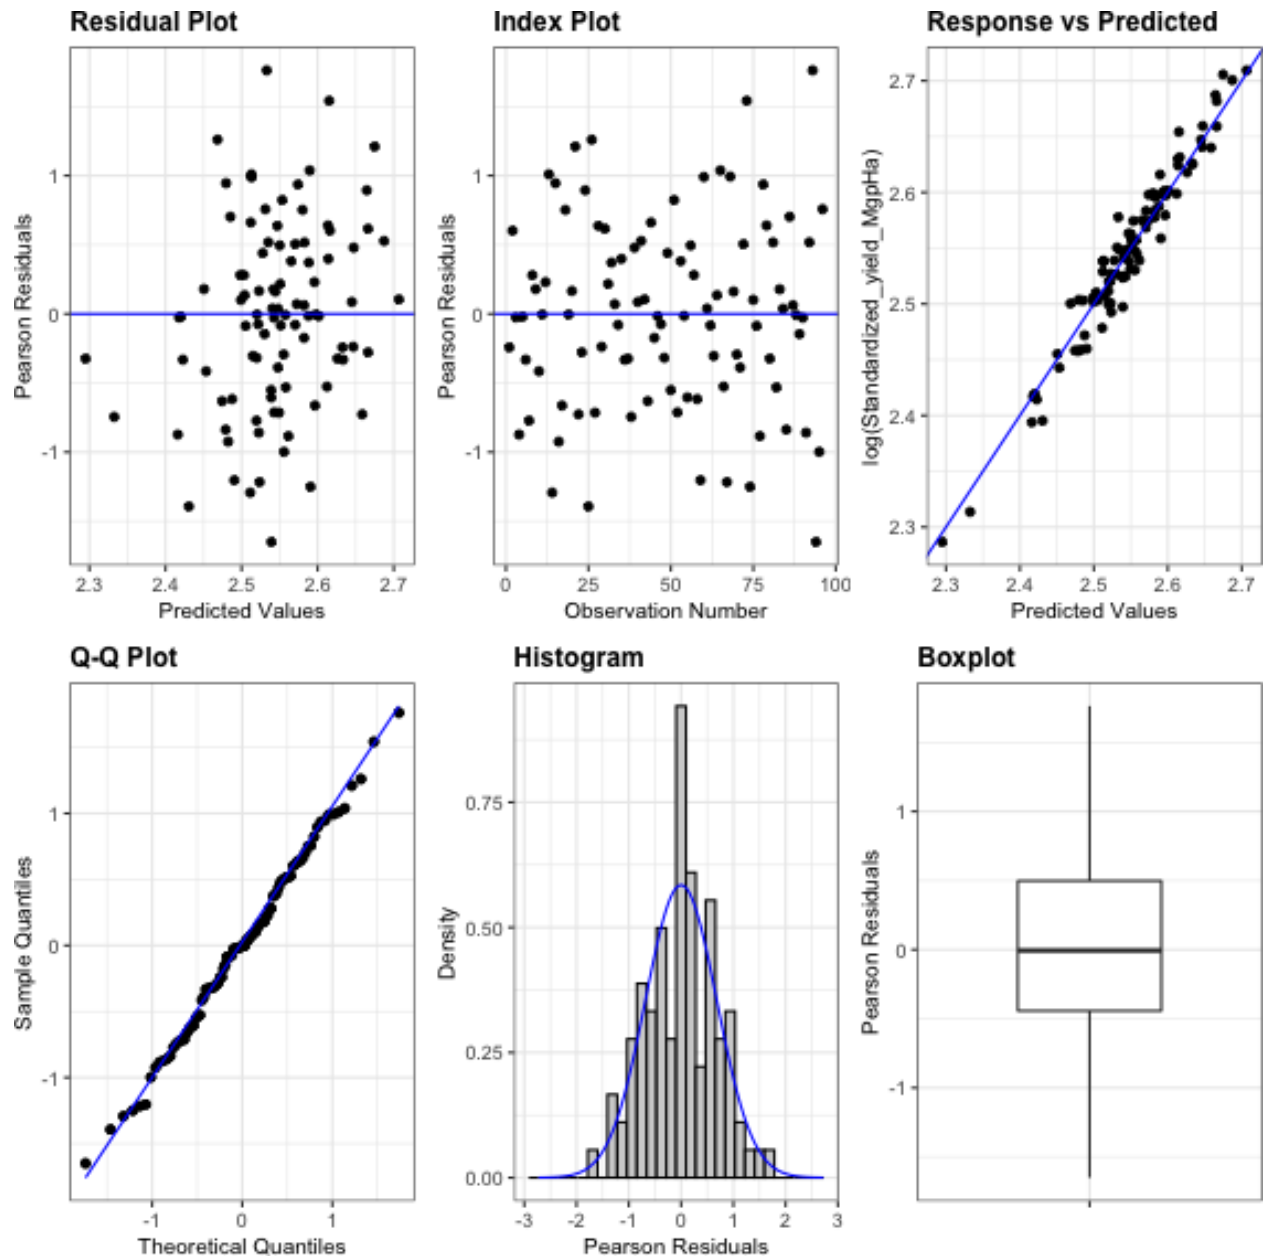 Residual Plot
Pearson Residuals
1
0
-1
2.3 2.4 2.5 2.6 2.7
Predicted Values
Index Plot
Pearson Residuals
1
0
-1
0 25 50 75 100
Observation Number
Response vs Predicted
log(Standardized_yield_MgpHa)
2.7
2.6
2.5
2.4
2.3
2.3 2.4 2.5 2.6 2.7
Predicted Values
Q-Q Plot
Sample Quantiles
1
0
-1
-1 0 1
Theoretical Quantiles
Histogram
Density
0.75
0.50
0.25
0.00
-3 -2 -1 0 1 2 3
Pearson Residuals
Boxplot
Pearson Residuals
1
0
-1